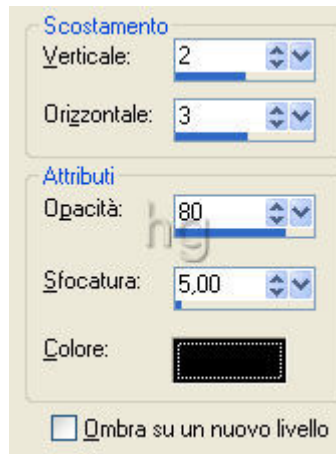 Scostamento
Verticale: 2
Orizzontale: 3
Attributi
Opacità: 80
hg
Sfocatura: 5,00
Colore:
Ombra su un nuovo livello